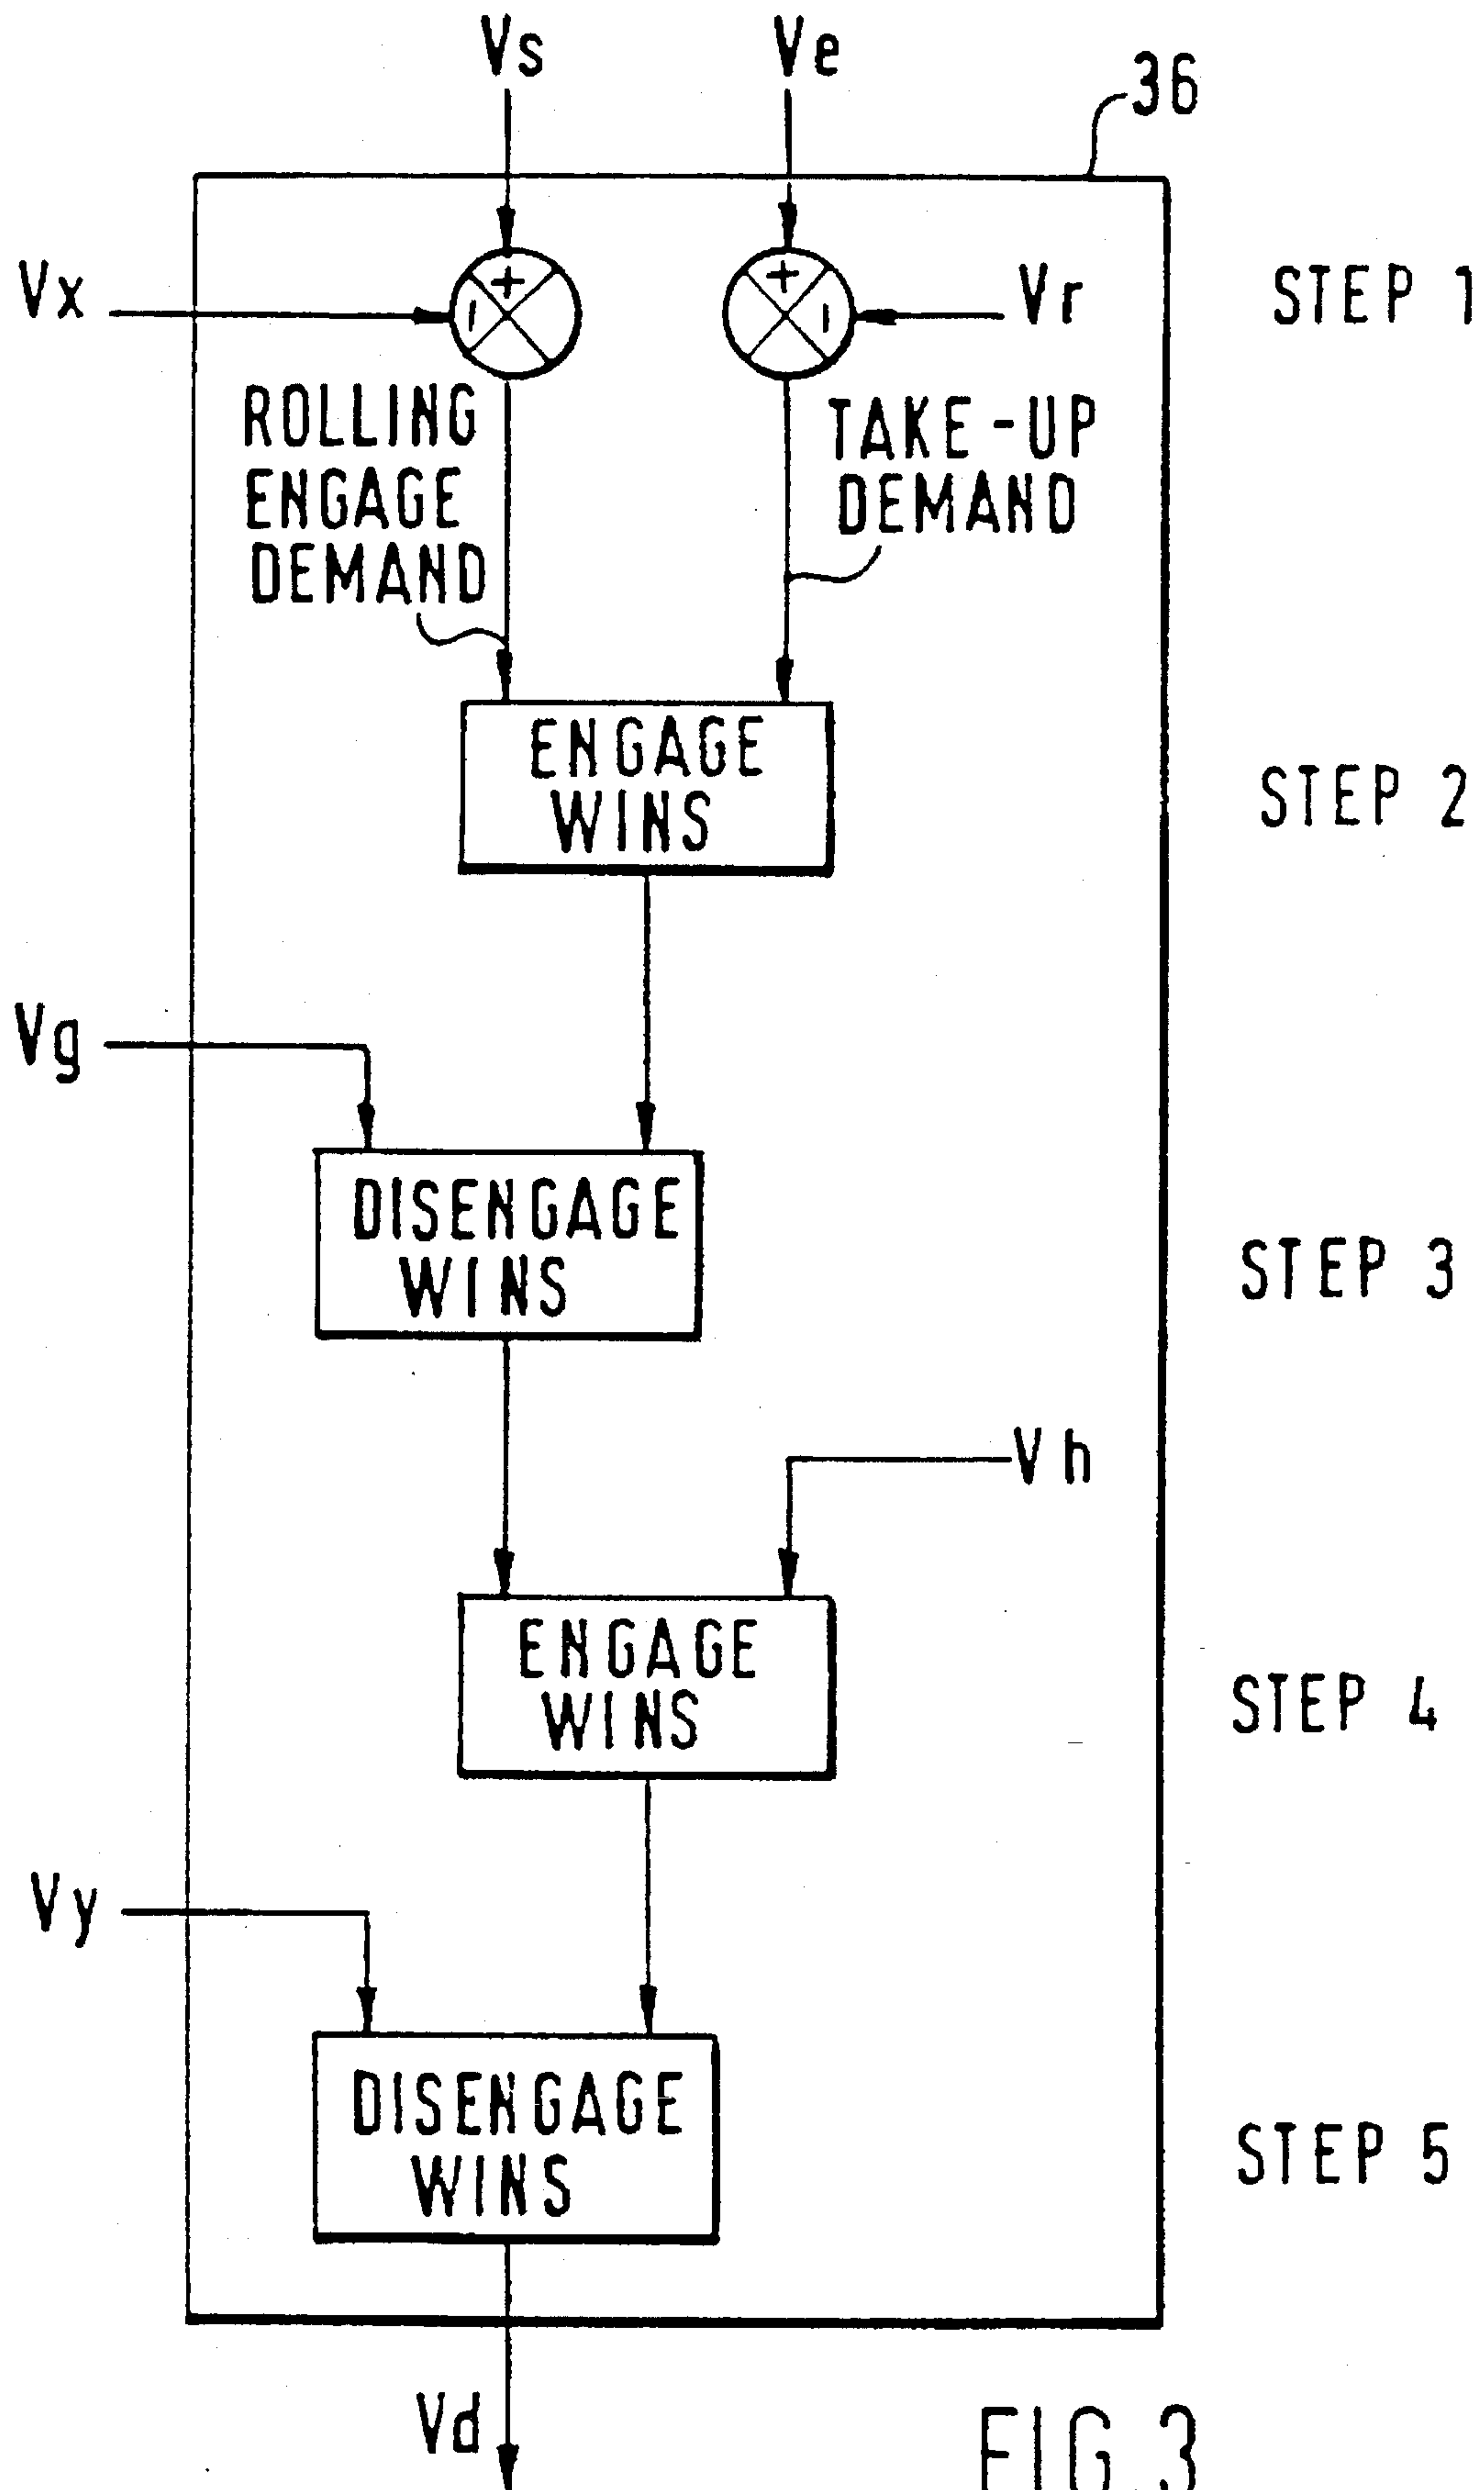 Vs
Ve
36
Vx
+
−
+
−
Vr
STEP 1
ROLLING
ENGAGE
DEMAND
TAKE-UP
DEMAND
ENGAGE
WINS
STEP 2
Vg
DISENGAGE
WINS
STEP 3
Vh
ENGAGE
WINS
STEP 4
Vy
DISENGAGE
WINS
STEP 5
Vd
FIG.3